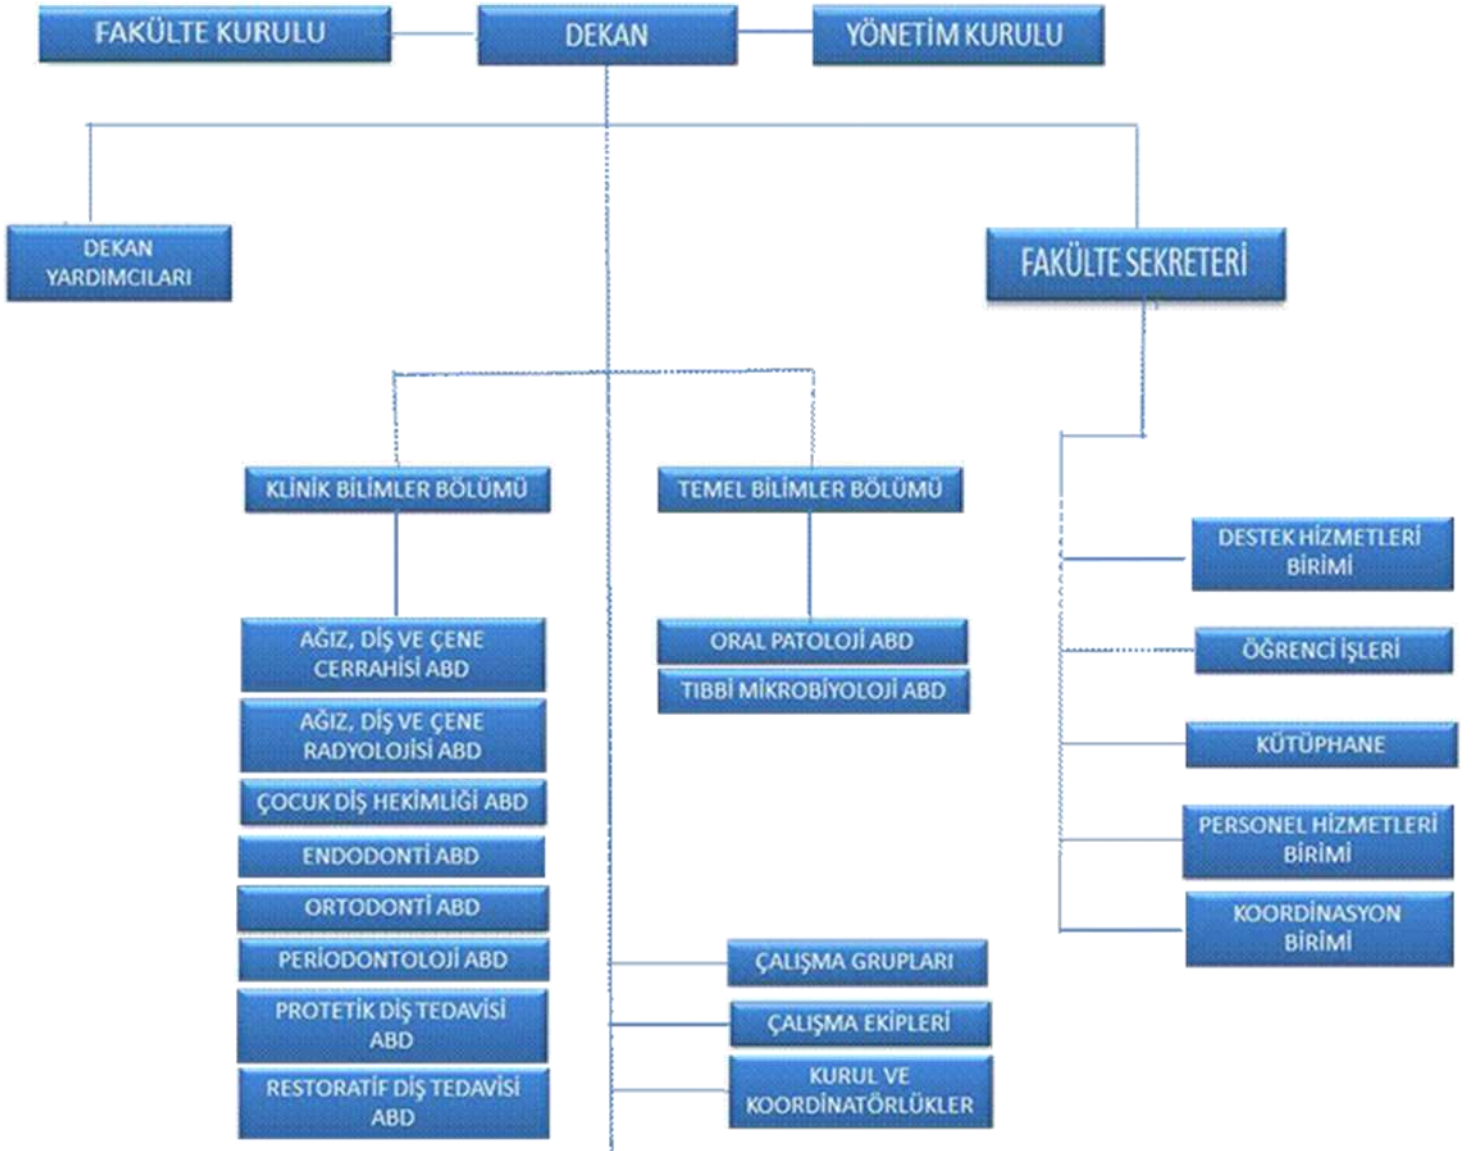 FAKÜLTE KURULU
DEKAN
YÖNETİM KURULU
DEKAN
YARDIMCILARI
FAKÜLTE SEKRETERİ
KLİNİK BİLİMLER BÖLÜMÜ
TEMEL BİLİMLER BÖLÜMÜ
AĞIZ, DİŞ VE ÇENE
CERRAHİSİ ABD
AĞIZ, DİŞ VE ÇENE
RADYOLOJİSİ ABD
ÇOCUK DİŞ HEKİMLİĞİ ABD
ENDODONTİ ABD
ORTODONTİ ABD
PERİODONTOLOJİ ABD
PROTETİK DİŞ TEDAVİSİ
ABD
RESTORATİF DİŞ TEDAVİSİ
ABD
ORAL PATOLOJİ ABD
TIBBİ MİKROBİYOLOJİ ABD
ÇALIŞMA GRUPLARI
ÇALIŞMA EKİPLERİ
KURUL VE
KOORDİNATÖRLÜKLER
DESTEK HİZMETLERİ
BİRİMİ
ÖĞRENCİ İŞLERİ
KÜTÜPHANE
PERSONEL HİZMETLERİ
BİRİMİ
KOORDİNASYON
BİRİMİ